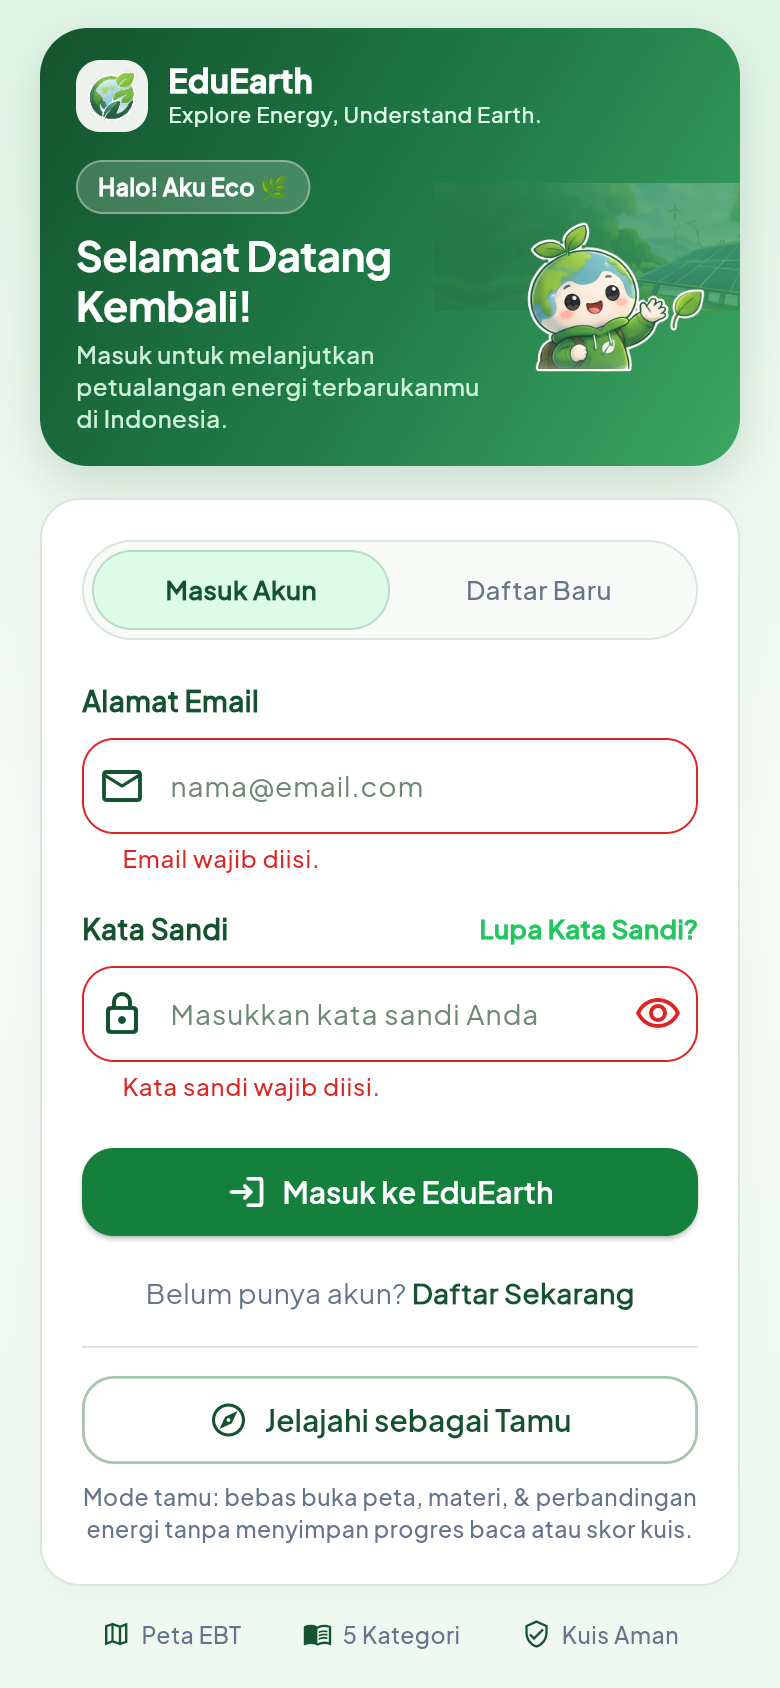 EduEarth
Explore Energy, Understand Earth.
Halo! Aku Eco 🌿
Selamat Datang
Kembali!
Masuk untuk melanjutkan
petualangan energi terbarukanmu
di Indonesia.
Masuk Akun
Daftar Baru
Alamat Email
nama@email.com
Email wajib diisi.
Kata Sandi
Lupa Kata Sandi?
Masukkan kata sandi Anda
Kata sandi wajib diisi.
Masuk ke EduEarth
Belum punya akun? Daftar Sekarang
Jelajahi sebagai Tamu
Mode tamu: bebas buka peta, materi, & perbandingan
energi tanpa menyimpan progres baca atau skor kuis.
Peta EBT
5 Kategori
Kuis Aman